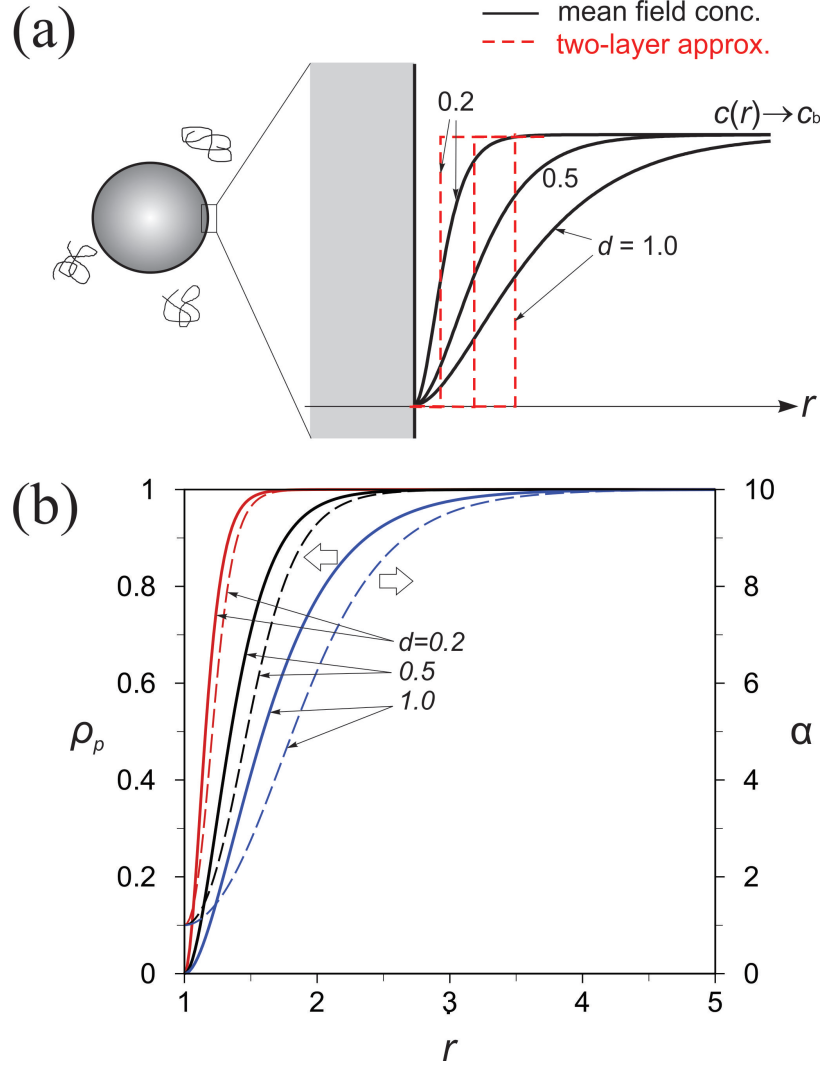 (a)
mean field conc.
two-layer approx.
0.2
c(r)→c_b
0.5
d = 1.0
r
(b)
1
0.8
0.6
0.4
0.2
0
ρ_p
d=0.2
0.5
1.0
10
8
6
4
2
0
α
1
2
3
4
5
r